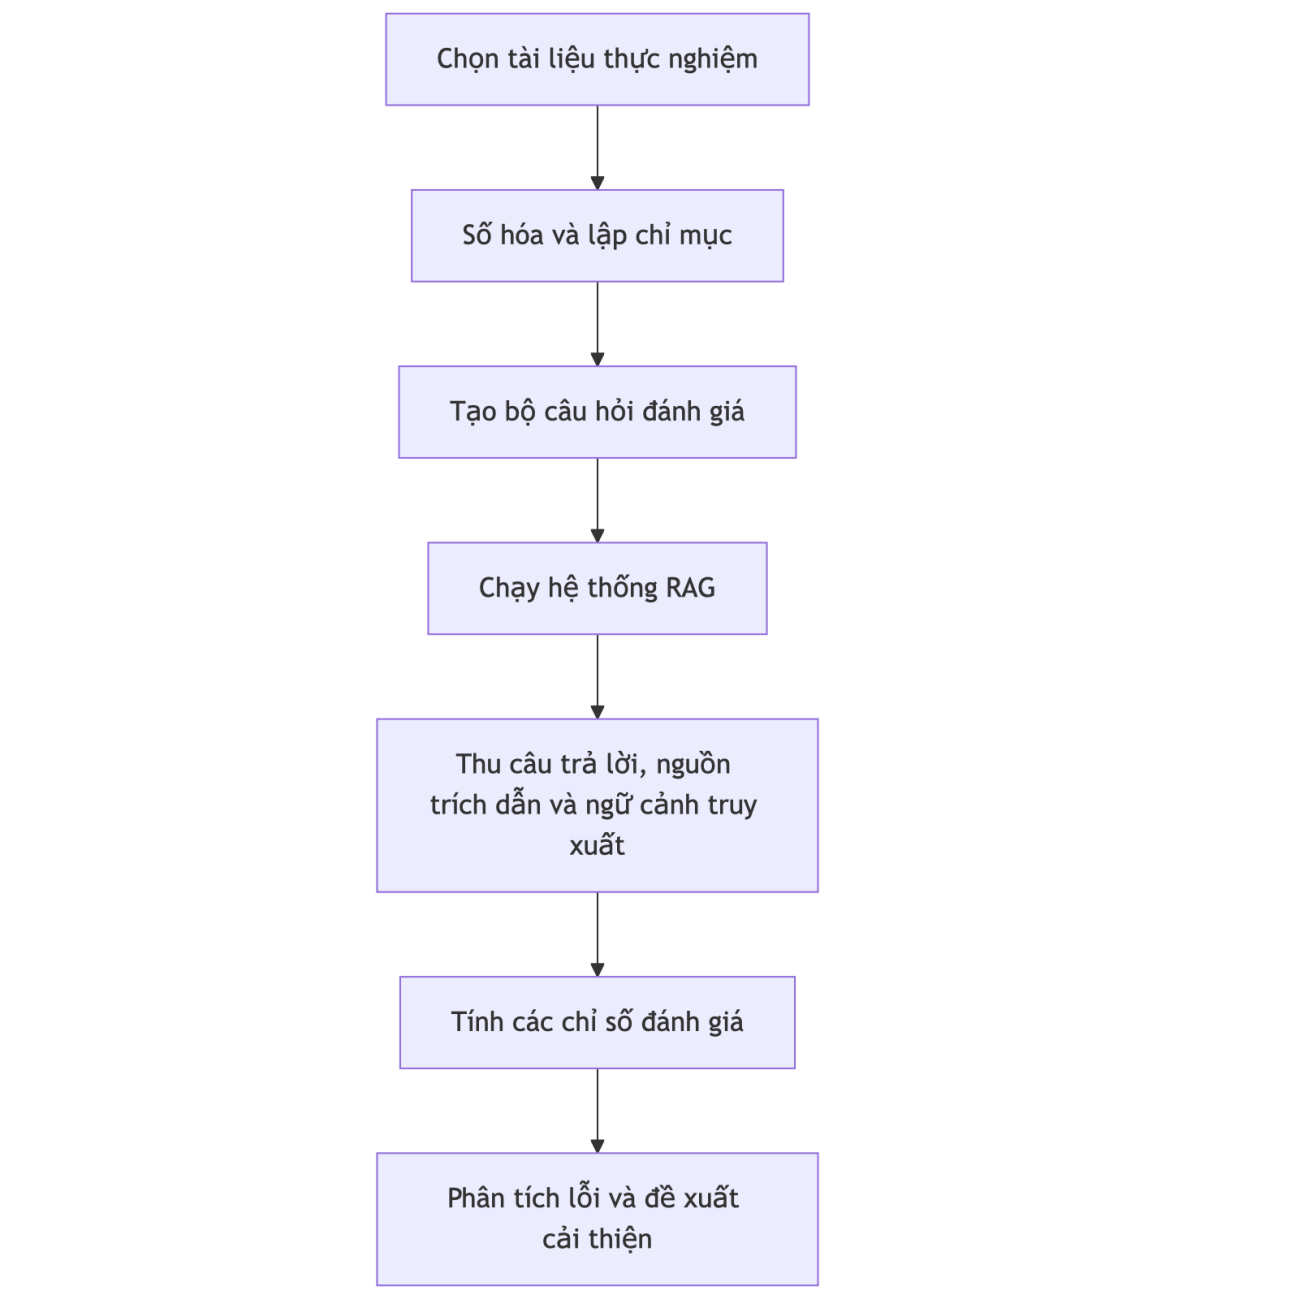 Chọn tài liệu thực nghiệm
Số hóa và lập chỉ mục
Tạo bộ câu hỏi đánh giá
Chạy hệ thống RAG
Thu câu trả lời, nguồn
trích dẫn và ngữ cảnh truy
xuất
Tính các chỉ số đánh giá
Phân tích lỗi và đề xuất
cải thiện